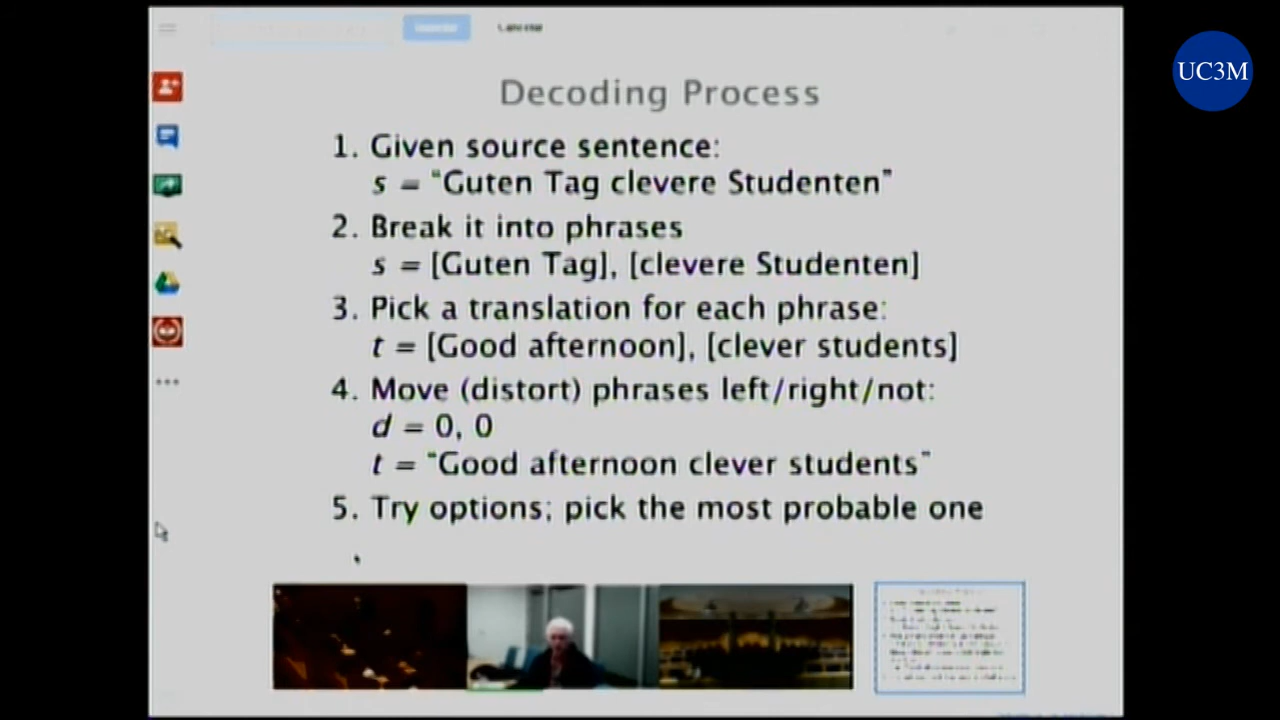 UC3M
Decoding Process
1. Given source sentence:
s = "Guten Tag clevere Studenten"
2. Break it into phrases
s = [Guten Tag], [clevere Studenten]
3. Pick a translation for each phrase:
t = [Good afternoon], [clever students]
4. Move (distort) phrases left/right/not:
d = 0, 0
t = "Good afternoon clever students"
5. Try options; pick the most probable one